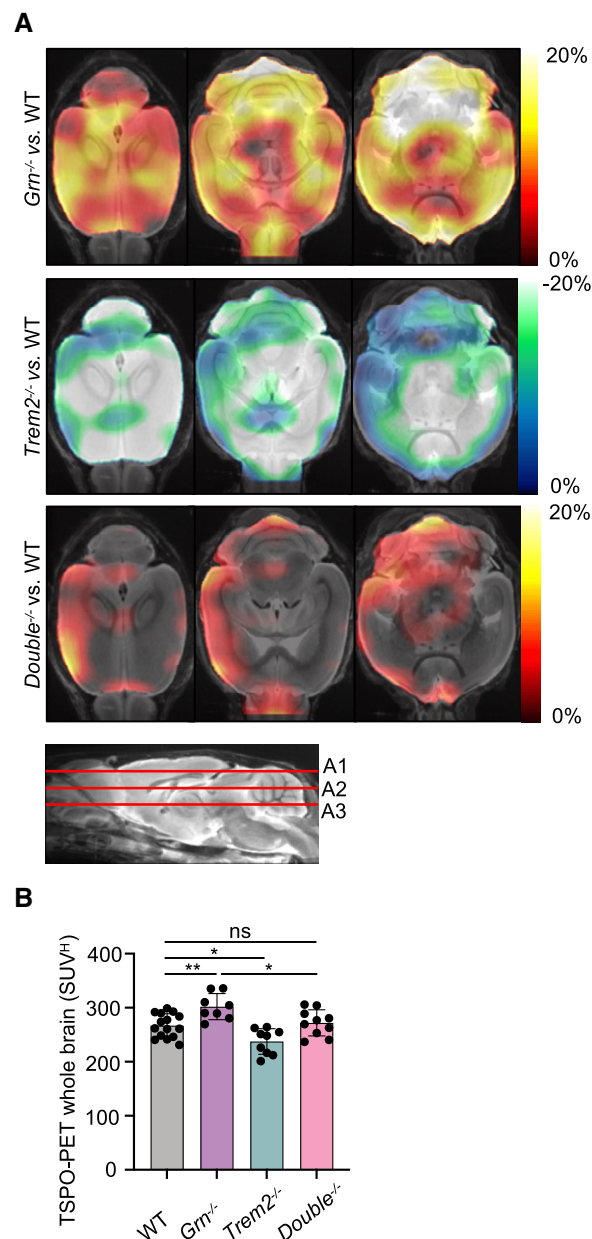 A
Grn-/- vs. WT
20%
0%
Trem2-/- vs. WT
-20%
0%
Double-/- vs. WT
20%
0%
A1
A2
A3
B
TSPO-PET whole brain (SUVH)
400
300
200
100
0
ns
*
** *
WT
Grn-/-
Trem2-/-
Double-/-